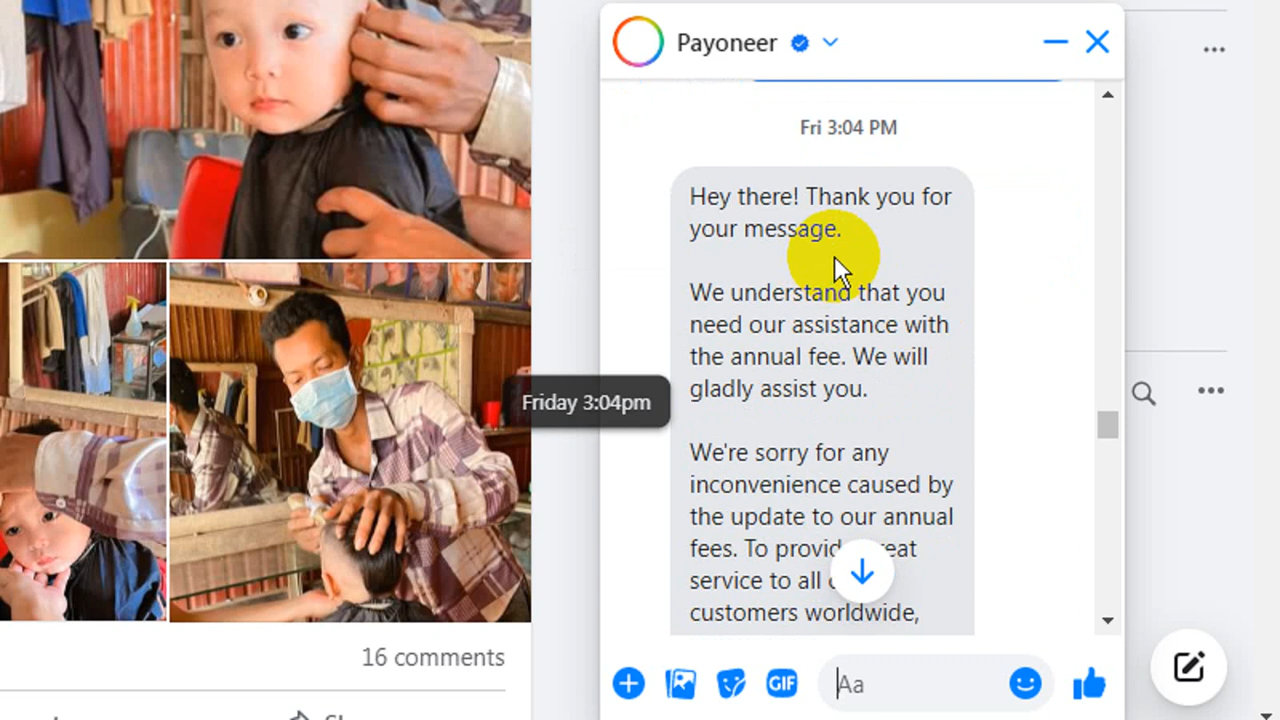 Payoneer
Fri 3:04 PM
Hey there! Thank you for
your message.
We understand that you
need our assistance with
the annual fee. We will
gladly assist you.
Friday 3:04pm
We're sorry for any
inconvenience caused by
the update to our annual
fees. To provide
service to all
customers worldwide,
16 comments
GIF
Aa